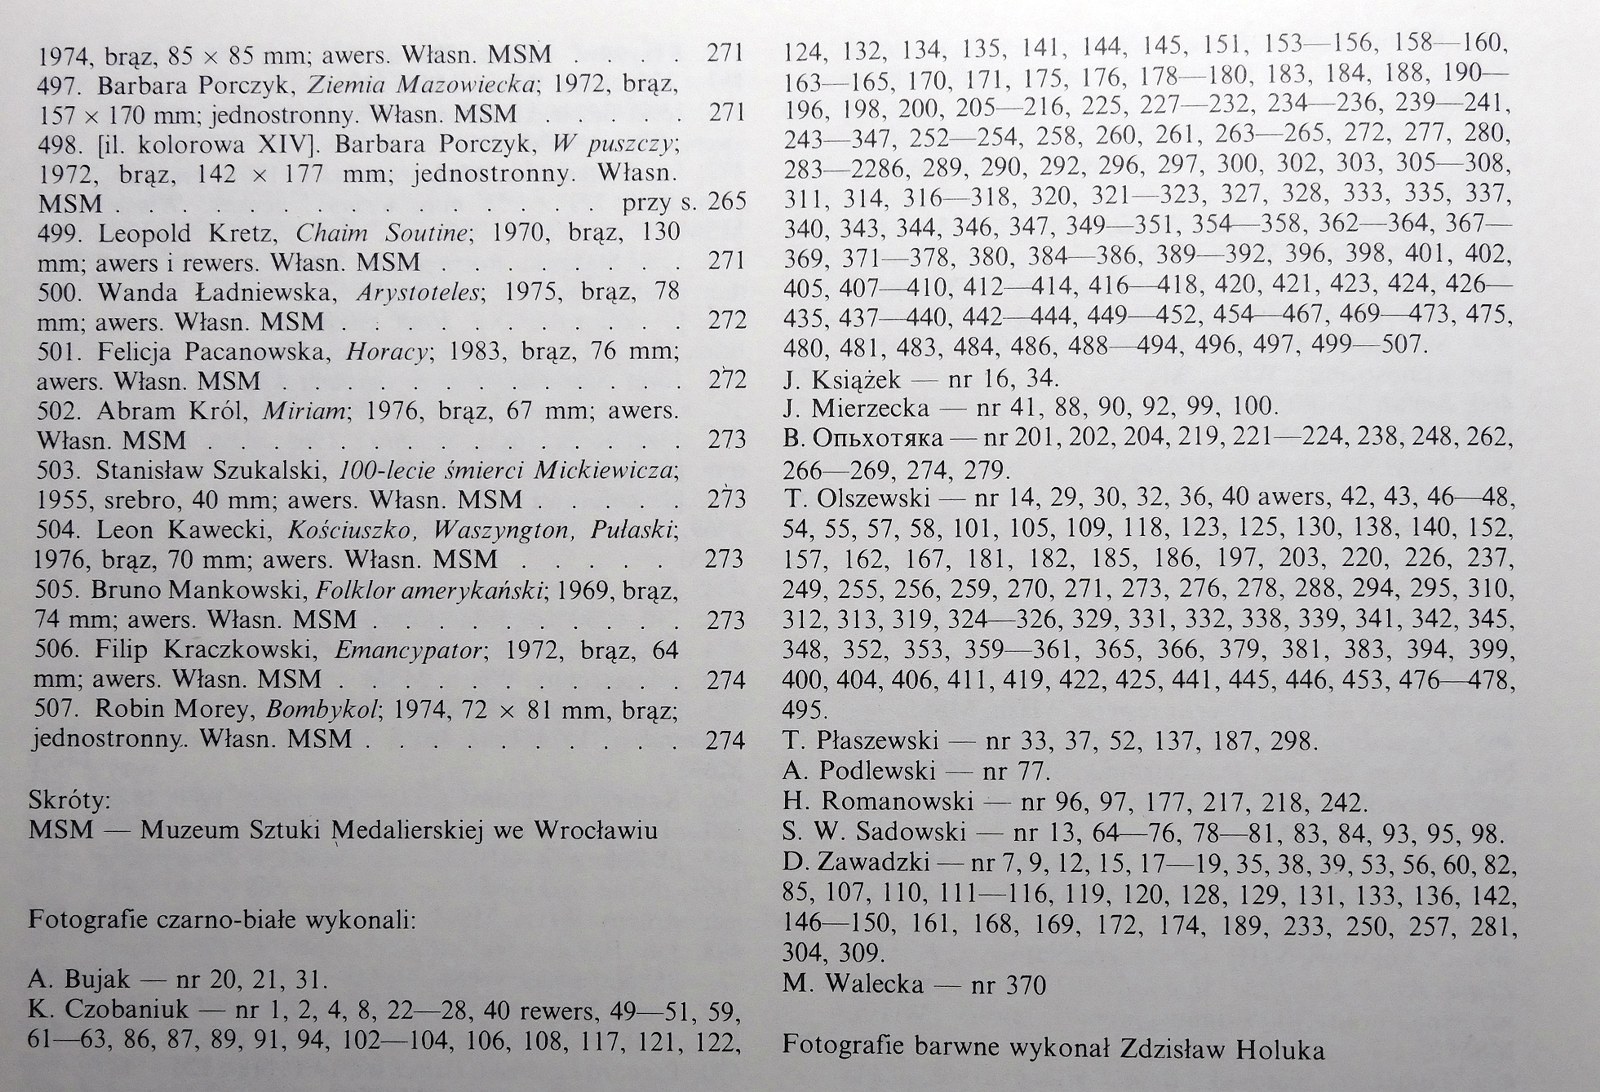 1974, brąz, 85 × 85 mm; awers. Własn. MSM . . . . 271
497. Barbara Porczyk, Ziemia Mazowiecka; 1972, brąz,
157 × 170 mm; jednostronny. Własn. MSM . . . . . 271
498. [il. kolorowa XIV]. Barbara Porczyk, W puszczy;
1972, brąz, 142 × 177 mm; jednostronny. Własn.
MSM . . . . . . . . . . . . . . . przy s. 265
499. Leopold Kretz, Chaim Soutine; 1970, brąz, 130
mm; awers i rewers. Własn. MSM . . . . . . . . 271
500. Wanda Ładniewska, Arystoteles; 1975, brąz, 78
mm; awers. Własn. MSM . . . . . . . . . . . 272
501. Felicja Pacanowska, Horacy; 1983, brąz, 76 mm;
awers. Własn. MSM . . . . . . . . . . . . . 272
502. Abram Król, Miriam; 1976, brąz, 67 mm; awers.
Własn. MSM . . . . . . . . . . . . . . . 273
503. Stanisław Szukalski, 100-lecie śmierci Mickiewicza;
1955, srebro, 40 mm; awers. Własn. MSM . . . . . 273
504. Leon Kawecki, Kościuszko, Waszyngton, Pułaski;
1976, brąz, 70 mm; awers. Własn. MSM . . . . . 273
505. Bruno Mankowski, Folklor amerykański; 1969, brąz,
74 mm; awers. Własn. MSM . . . . . . . . . . 273
506. Filip Kraczkowski, Emancypator; 1972, brąz, 64
mm; awers. Własn. MSM . . . . . . . . . . . 274
507. Robin Morey, Bombykol; 1974, 72 × 81 mm, brąz;
jednostronny. Własn. MSM . . . . . . . . . . 274
Skróty:
MSM — Muzeum Sztuki Medalierskiej we Wrocławiu
Fotografie czarno-białe wykonali:
A. Bujak — nr 20, 21, 31.
K. Czobaniuk — nr 1, 2, 4, 8, 22—28, 40 rewers, 49—51, 59,
61—63, 86, 87, 89, 91, 94, 102—104, 106, 108, 117, 121, 122,
124, 132, 134, 135, 141, 144, 145, 151, 153—156, 158—160,
163—165, 170, 171, 175, 176, 178—180, 183, 184, 188, 190—
196, 198, 200, 205—216, 225, 227—232, 234—236, 239—241,
243—347, 252—254, 258, 260, 261, 263—265, 272, 277, 280,
283—2286, 289, 290, 292, 296, 297, 300, 302, 303, 305—308,
311, 314, 316—318, 320, 321—323, 327, 328, 333, 335, 337,
340, 343, 344, 346, 347, 349—351, 354—358, 362—364, 367—
369, 371—378, 380, 384—386, 389—392, 396, 398, 401, 402,
405, 407—410, 412—414, 416—418, 420, 421, 423, 424, 426—
435, 437—440, 442—444, 449—452, 454—467, 469—473, 475,
480, 481, 483, 484, 486, 488—494, 496, 497, 499—507.
J. Książek — nr 16, 34.
J. Mierzecka — nr 41, 88, 90, 92, 99, 100.
В. Опьхотяка — nr 201, 202, 204, 219, 221—224, 238, 248, 262,
266—269, 274, 279.
T. Olszewski — nr 14, 29, 30, 32, 36, 40 awers, 42, 43, 46—48,
54, 55, 57, 58, 101, 105, 109, 118, 123, 125, 130, 138, 140, 152,
157, 162, 167, 181, 182, 185, 186, 197, 203, 220, 226, 237,
249, 255, 256, 259, 270, 271, 273, 276, 278, 288, 294, 295, 310,
312, 313, 319, 324—326, 329, 331, 332, 338, 339, 341, 342, 345,
348, 352, 353, 359—361, 365, 366, 379, 381, 383, 394, 399,
400, 404, 406, 411, 419, 422, 425, 441, 445, 446, 453, 476—478,
495.
T. Płaszewski — nr 33, 37, 52, 137, 187, 298.
A. Podlewski — nr 77.
H. Romanowski — nr 96, 97, 177, 217, 218, 242.
S. W. Sadowski — nr 13, 64—76, 78—81, 83, 84, 93, 95, 98.
D. Zawadzki — nr 7, 9, 12, 15, 17—19, 35, 38, 39, 53, 56, 60, 82,
85, 107, 110, 111—116, 119, 120, 128, 129, 131, 133, 136, 142,
146—150, 161, 168, 169, 172, 174, 189, 233, 250, 257, 281,
304, 309.
M. Walecka — nr 370
Fotografie barwne wykonał Zdzisław Holuka